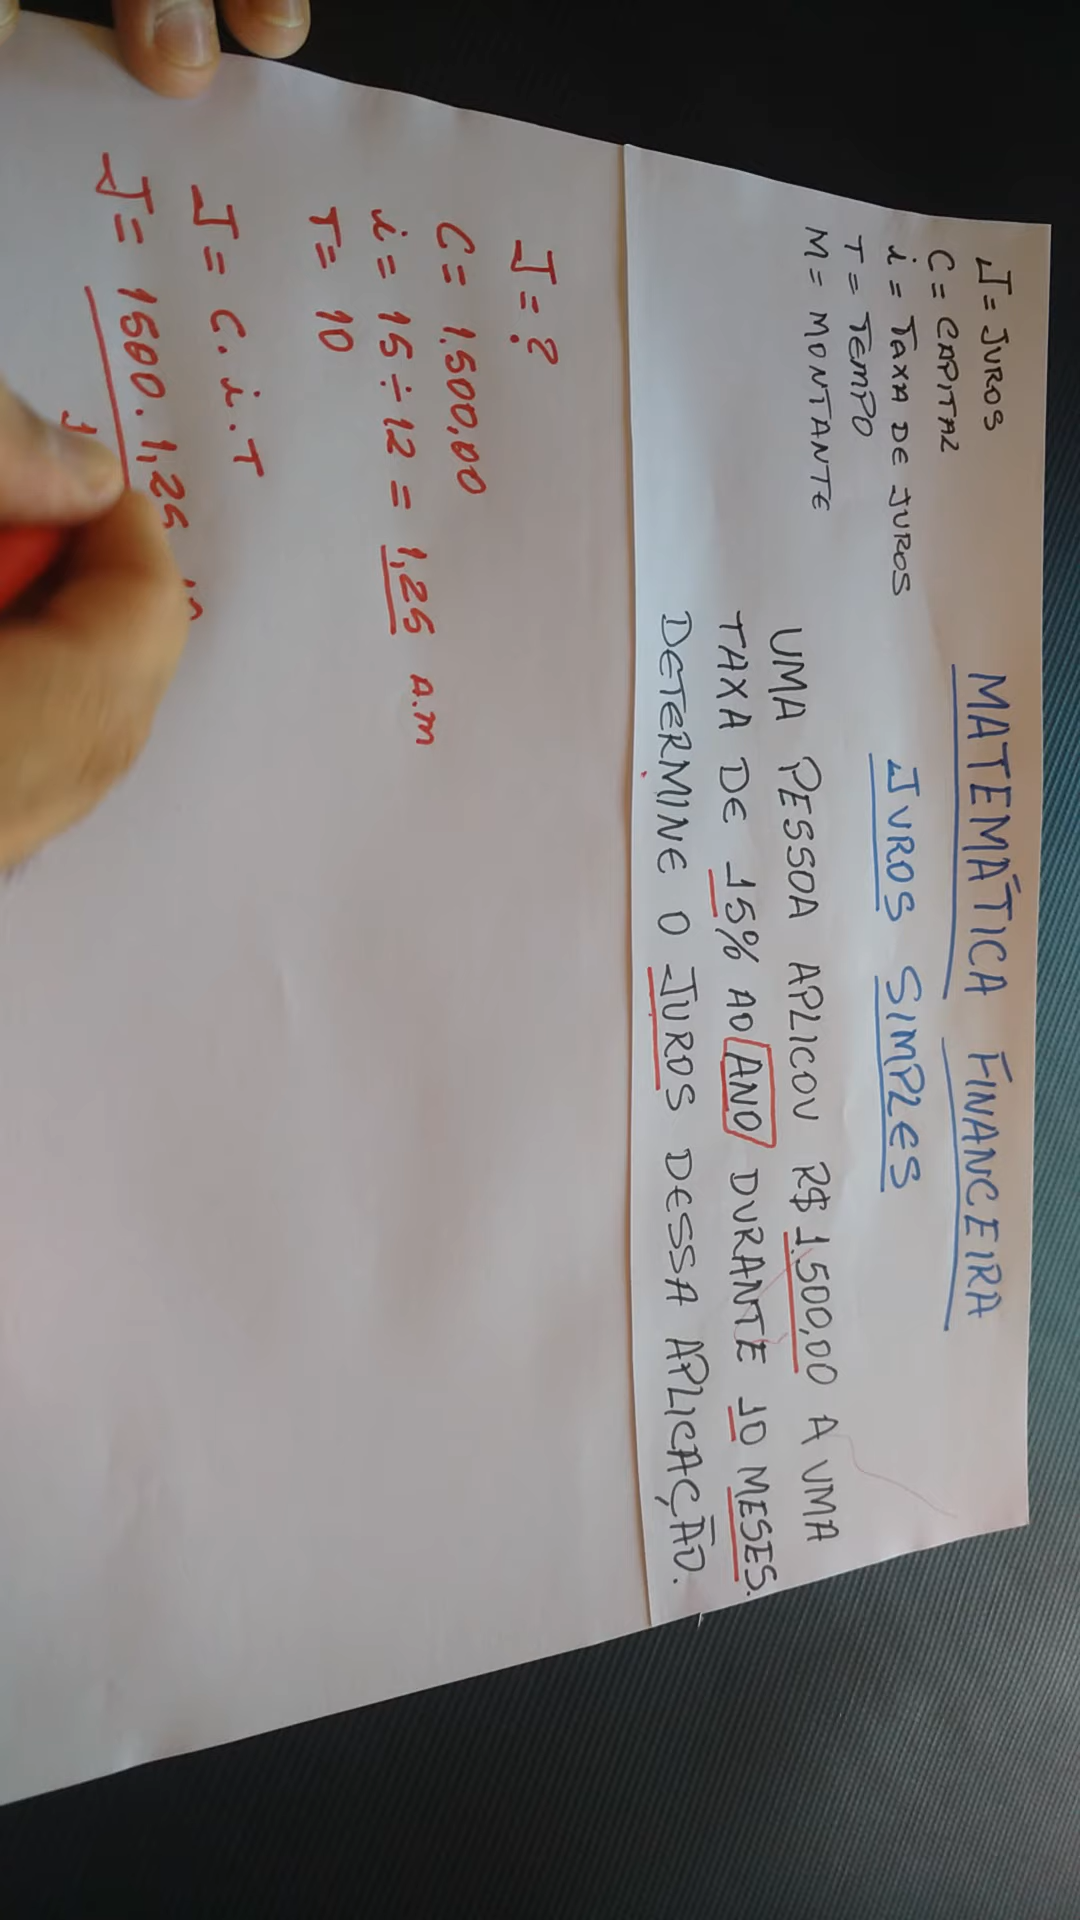 MATEMÁTICA FINANCEIRA
JUROS SIMPLES
J = JUROS
C = CAPITAL
i = TAXA DE JUROS
T = TEMPO
M = MONTANTE
UMA PESSOA APLICOU R$ 1.500,00 A UMA
TAXA DE 15% AO ANO DURANTE 10 MESES.
DETERMINE O JUROS DESSA APLICAÇÃO.
J = ?
C = 1.500,00
i = 15 ÷ 12 = 1,25 A.M
T = 10
J = C . i . T
J = 1500 . 1,25